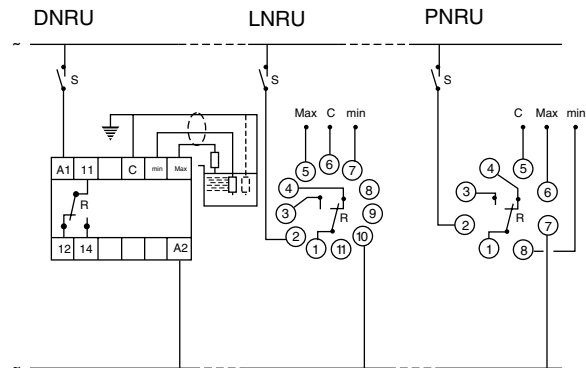 DNRU LNRU PNRU
~ ~ ~
S S S
Max C min C Max min
A1 11 C min Max
5 6 7 4 5
4 8 3 6
R 3 9 R
R 2 1 11 10 2 1 8 7
12 14 A2
~ ~ ~